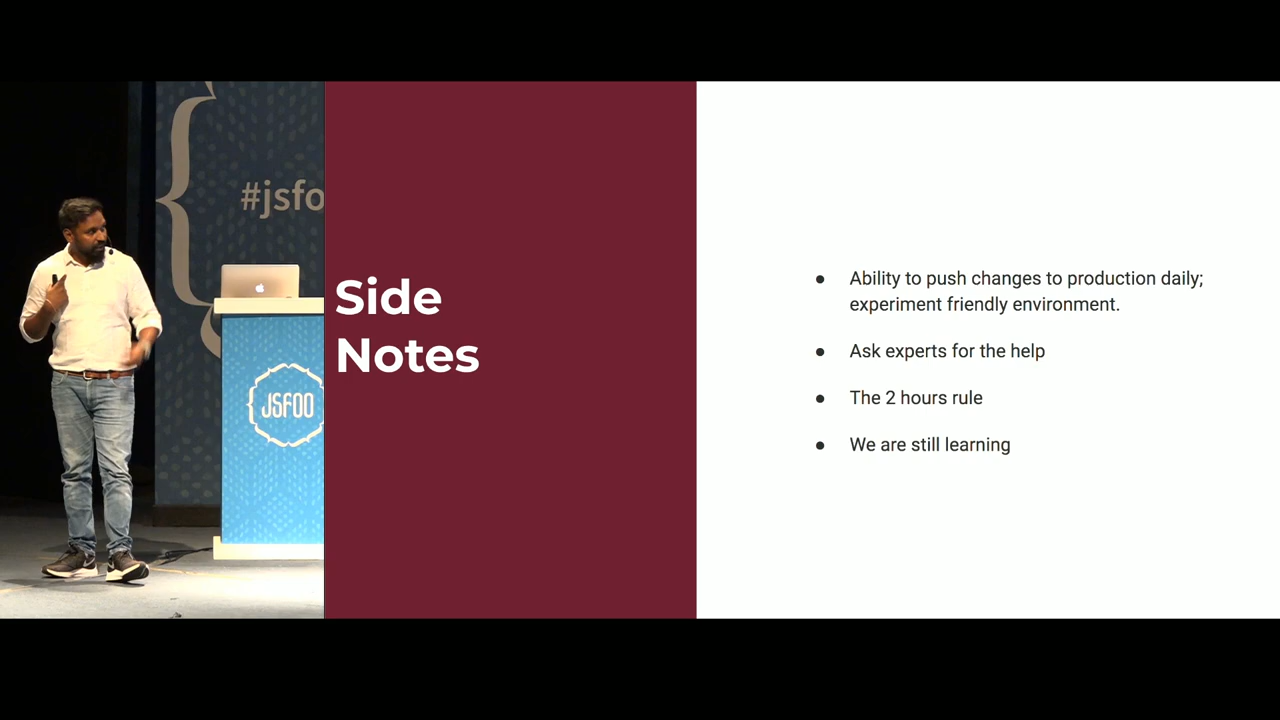 #jsfo
JSFOO
Side
Notes
● Ability to push changes to production daily;
experiment friendly environment.
● Ask experts for the help
● The 2 hours rule
● We are still learning